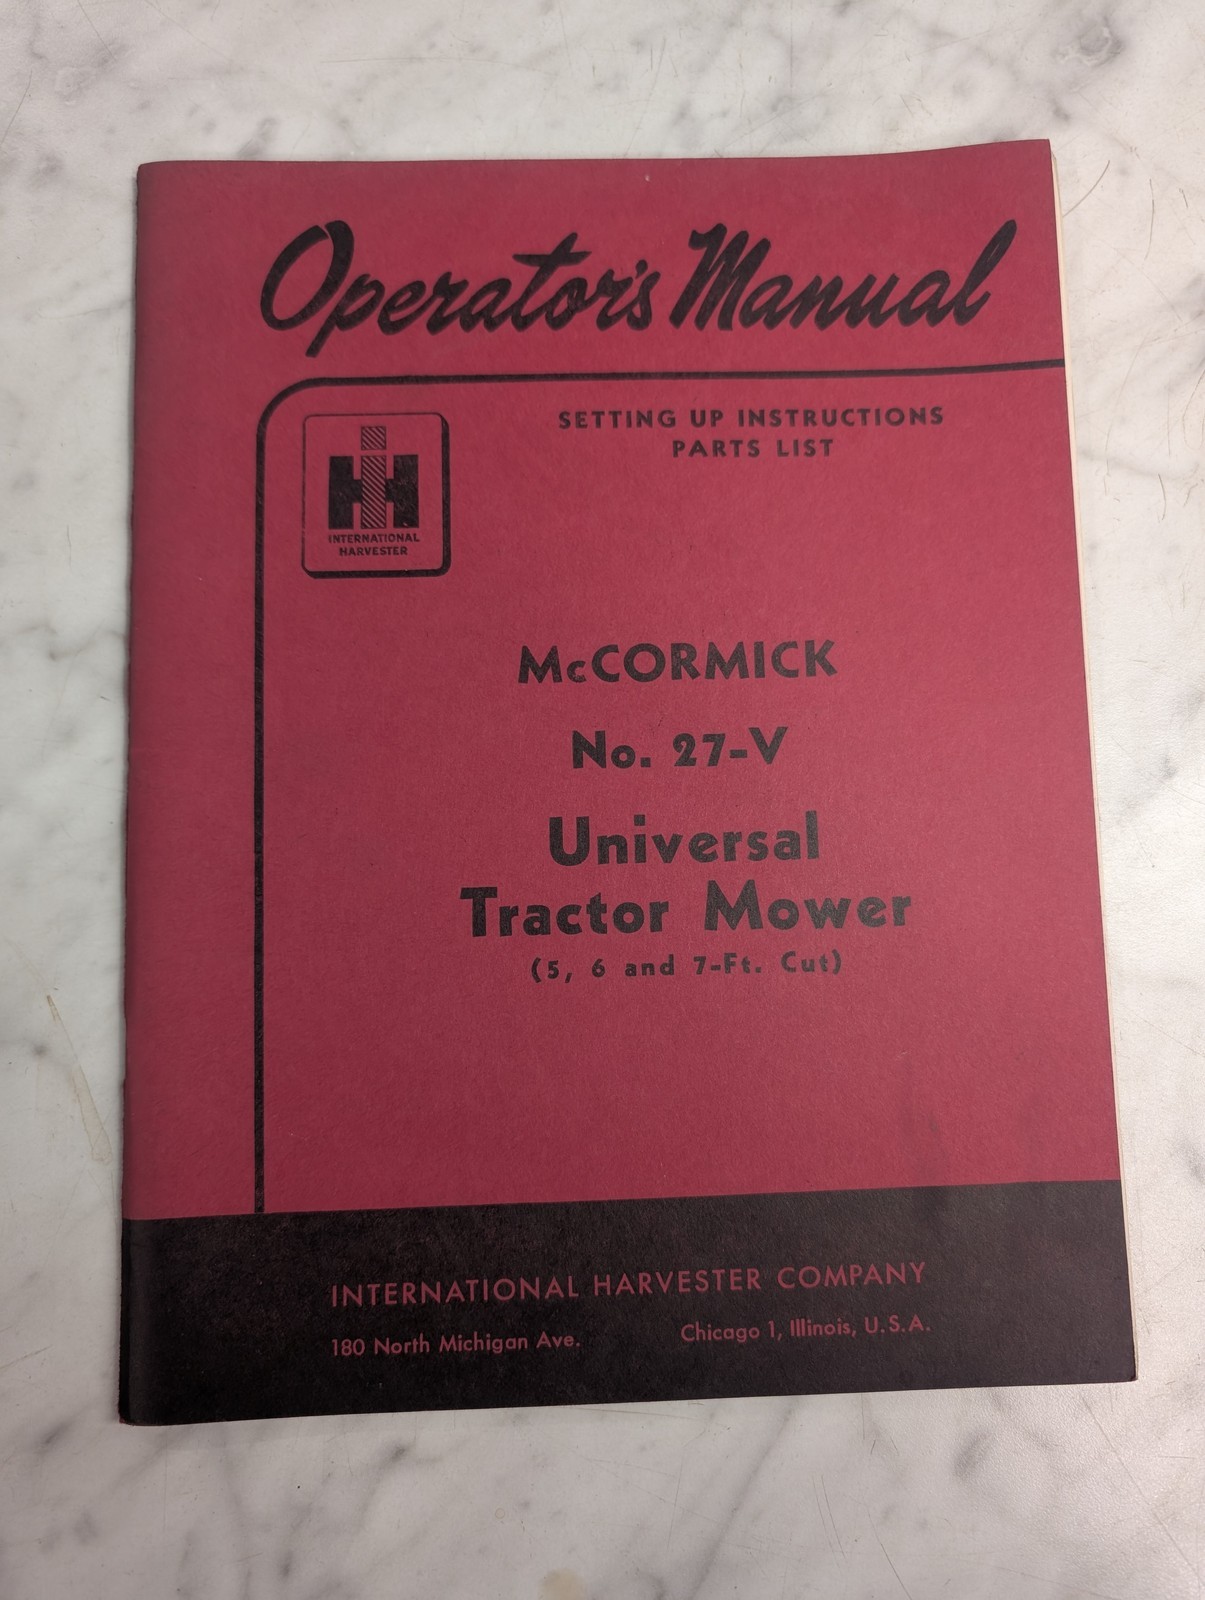 Operator's Manual
SETTING UP INSTRUCTIONS
PARTS LIST
IH
INTERNATIONAL
HARVESTER
McCORMICK
No. 27-V
Universal
Tractor Mower
(5, 6 and 7-Ft. Cut)
INTERNATIONAL HARVESTER COMPANY
180 North Michigan Ave. Chicago 1, Illinois, U.S.A.